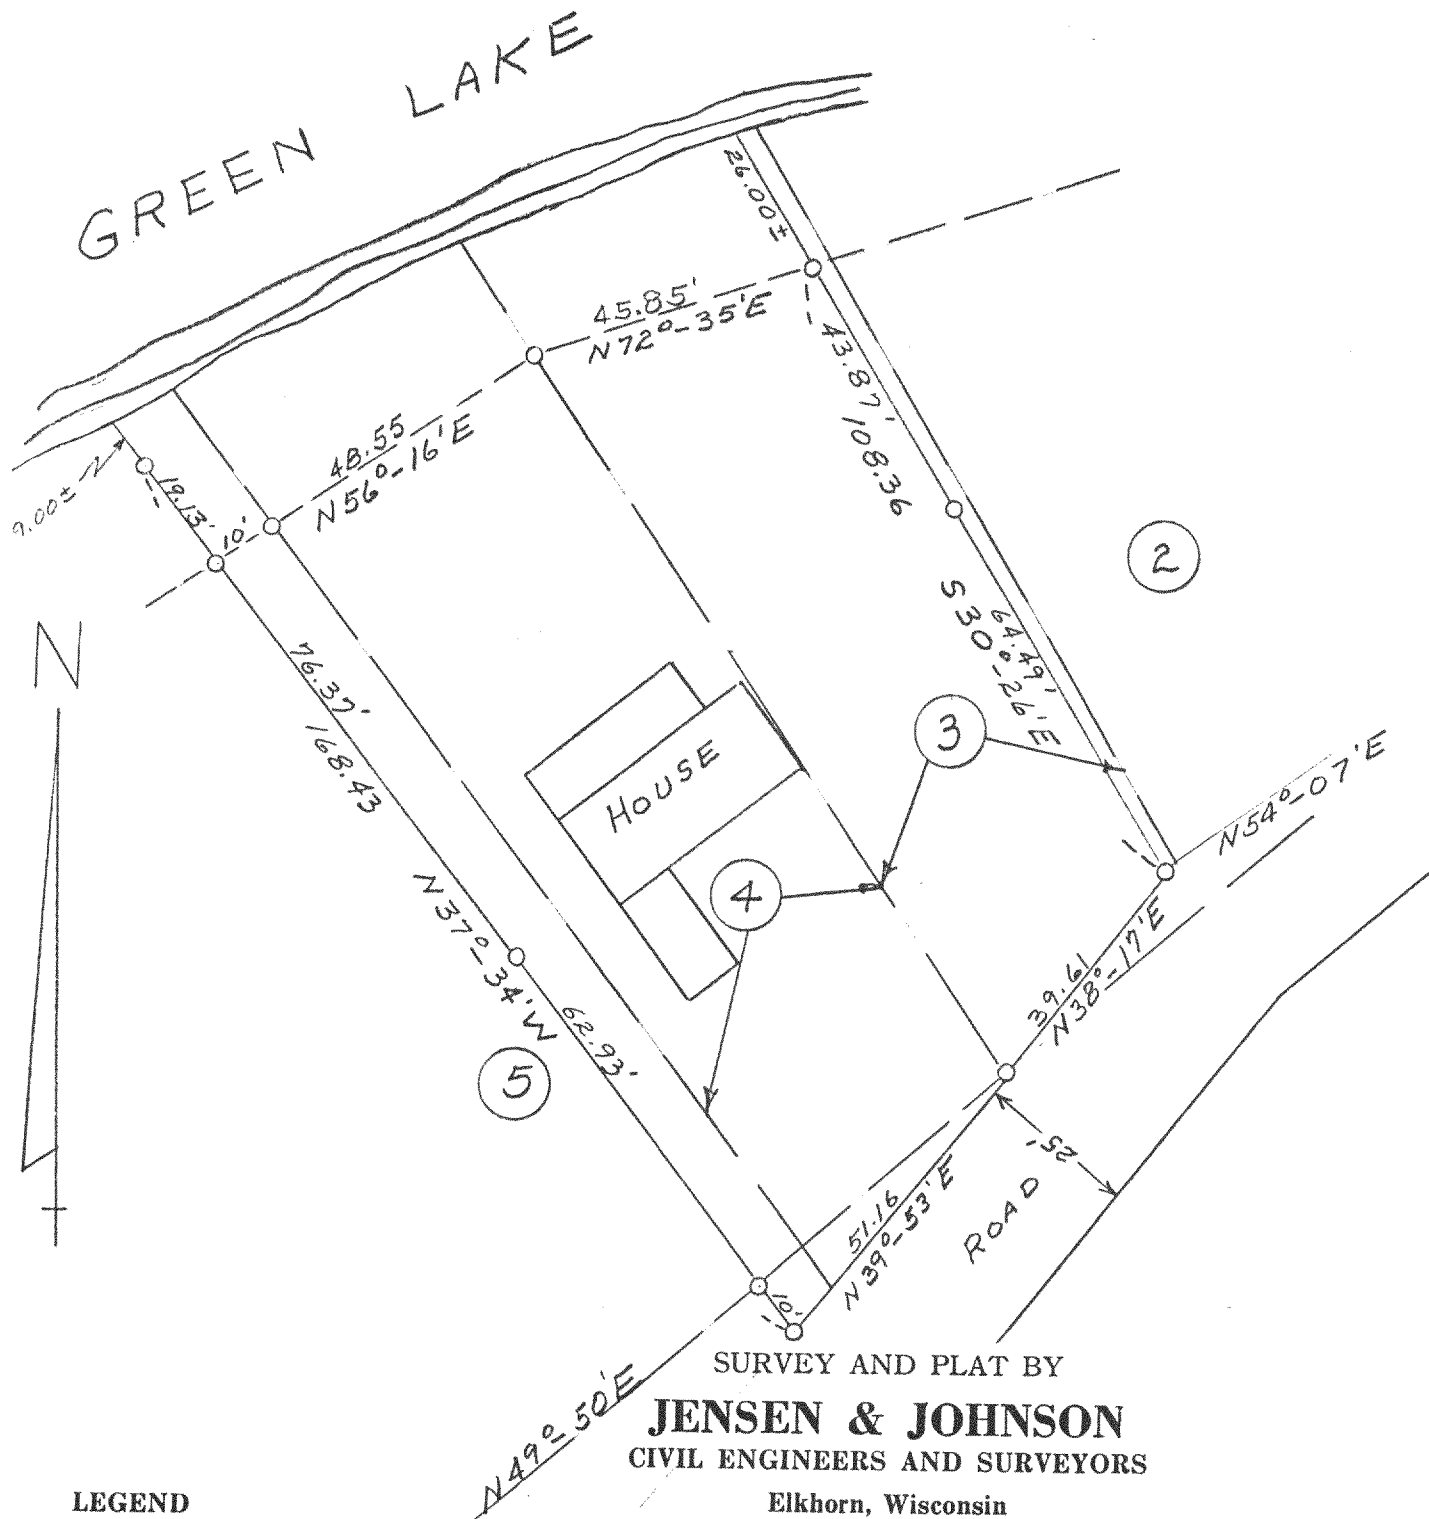 GREEN LAKE
26.00±
45.85'
N72°-35'E
43.87'
108.36
48.55
N56°-16'E
9.00±
19.13'
10'
2
N
S30°-26'E
64.49'
76.37'
168.43
3
HOUSE
N54°-07'E
4
N37°-34'W
39.61
N38°-17'E
62.93'
5
25'
ROAD
51.16
N39°-53'E
10'
N49°-50'E
SURVEY AND PLAT BY
JENSEN & JOHNSON
CIVIL ENGINEERS AND SURVEYORS
LEGEND
Elkhorn, Wisconsin